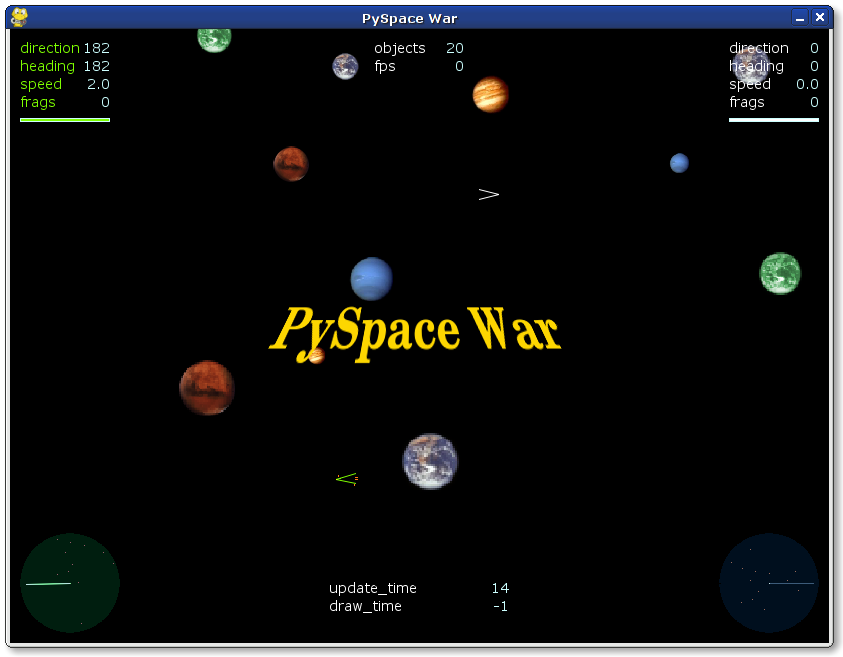 PySpace War
direction 182
heading 182
speed 2.0
frags 0
objects 20
fps 0
direction 0
heading 0
speed 0.0
frags 0
PySpace War
update_time 14
draw_time -1